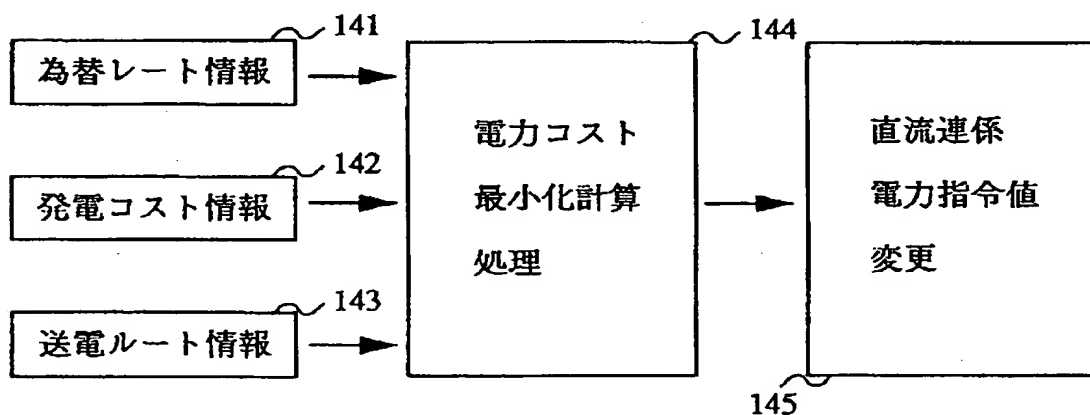 141
為替レート情報
142
発電コスト情報
143
送電ルート情報
144
電力コスト
最小化計算
処理
直流連係
電力指令値
変更
145